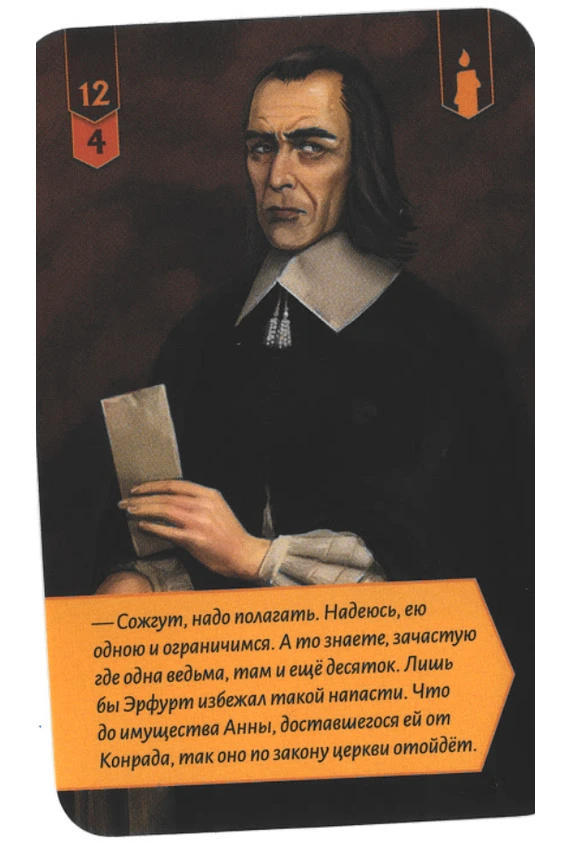 12
4
— Сожгут, надо полагать. Надеюсь, ею
одною и ограничимся. А то знаете, зачастую
где одна ведьма, там и ещё десяток. Лишь
бы Эрфурт избежал такой напасти. Что
до имущества Анны, доставшегося ей от
Конрада, так оно по закону церкви отойдёт.